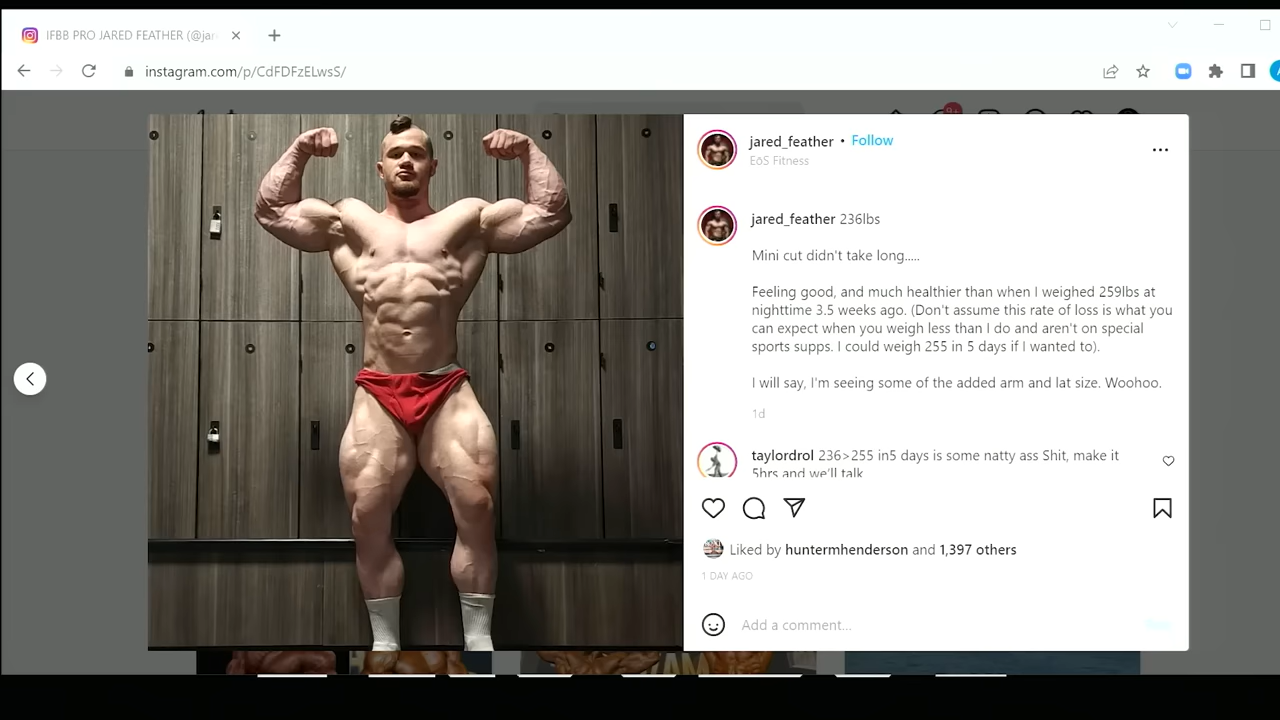 IFBB PRO JARED FEATHER (@jar
instagram.com/p/CdFDFzELwsS/
9+
jared_feather • Follow
EōS Fitness
jared_feather 236lbs
Mini cut didn't take long.....
Feeling good, and much healthier than when I weighed 259lbs at
nighttime 3.5 weeks ago. (Don't assume this rate of loss is what you
can expect when you weigh less than I do and aren't on special
sports supps. I could weigh 255 in 5 days if I wanted to).
I will say, I'm seeing some of the added arm and lat size. Woohoo.
1d
taylordrol 236>255 in5 days is some natty ass Shit, make it
5hrs and we'll talk
Liked by huntermhenderson and 1,397 others
1 DAY AGO
Add a comment...